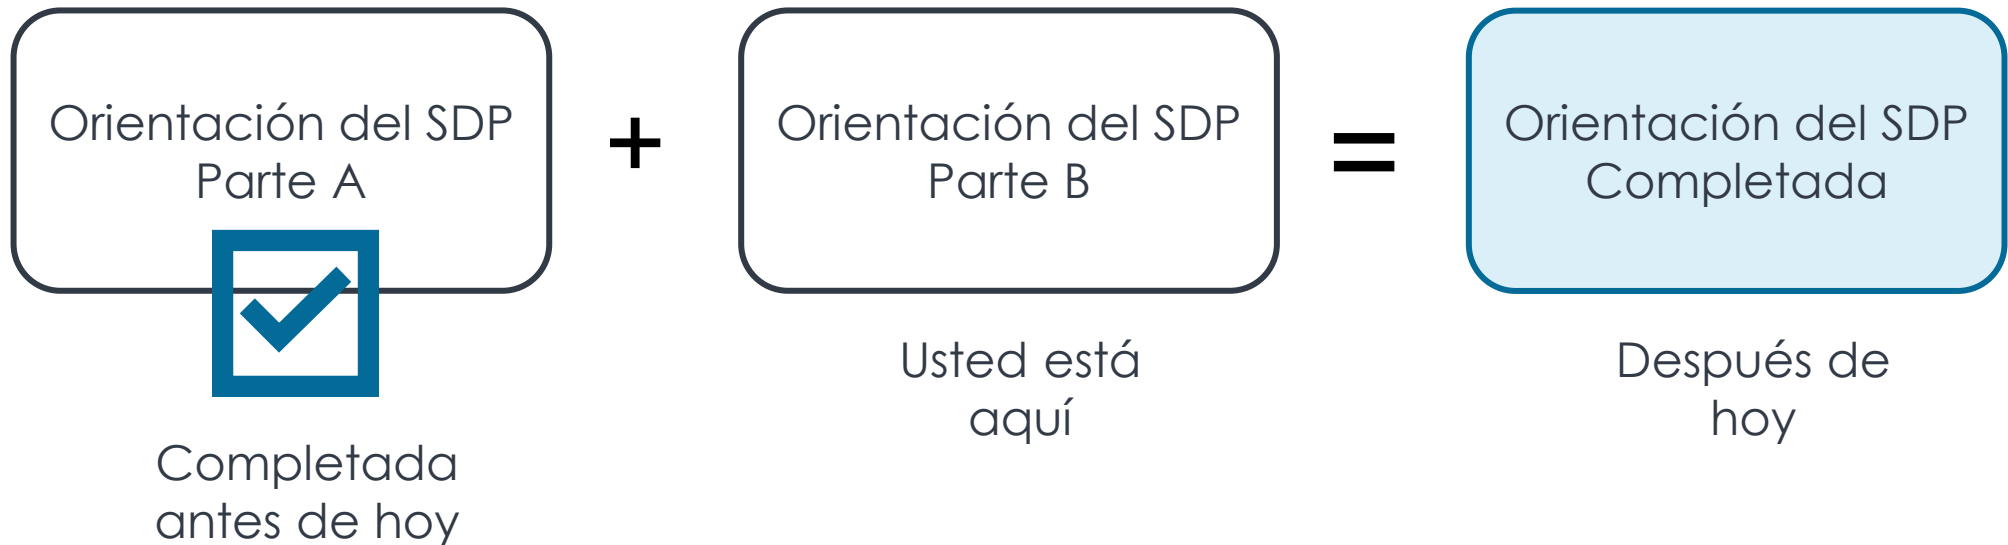 Orientación del SDP
Parte A
Completada
antes de hoy
+
Orientación del SDP
Parte B
Usted está
aquí
=
Orientación del SDP
Completada
Después de
hoy